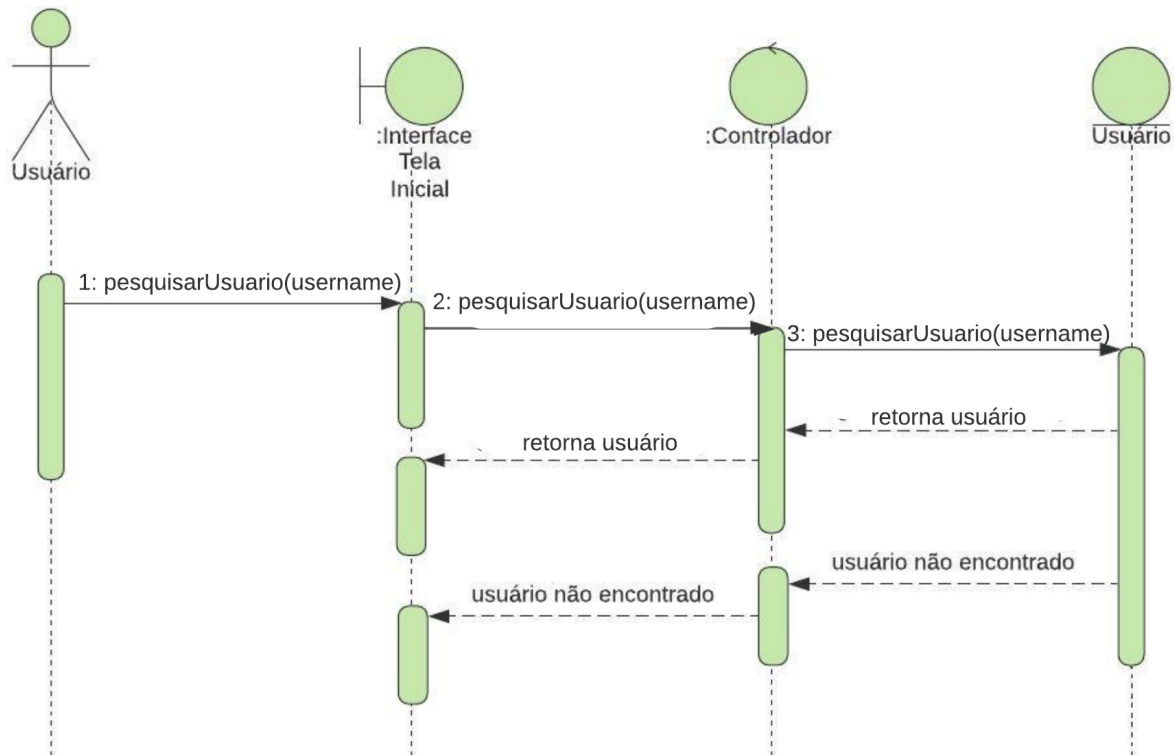 :Interface
Tela
Inicial
:Controlador
Usuário
Usuário
1: pesquisarUsuario(username)
2: pesquisarUsuario(username)
3: pesquisarUsuario(username)
retorna usuário
retorna usuário
usuário não encontrado
usuário não encontrado